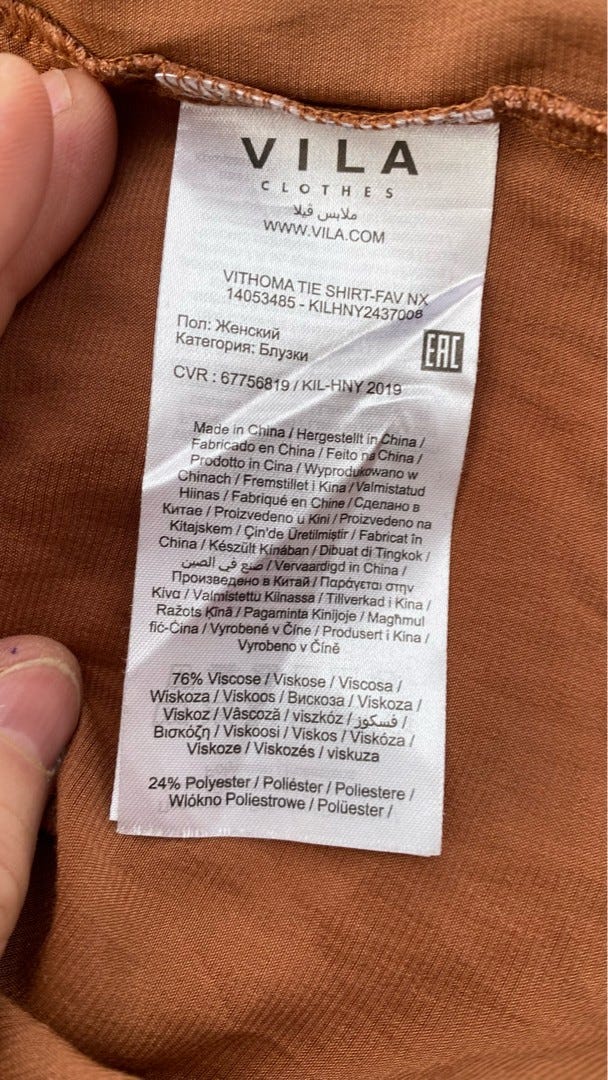 VILA
CLOTHES
ملابس ڤيلا
WWW.VILA.COM
VITHOMA TIE SHIRT-FAV NX
14053485 - KILHNY2437008
Пол: Женский
Категория: Блузки
EAC
CVR : 67756819 / KIL-HNY 2019
Made in China / Hergestellt in China /
Fabricado en China / Feito na China /
Prodotto in Cina / Wyprodukowano w
Chinach / Fremstillet i Kina / Valmistatud
Hiinas / Fabriqué en Chine / Сделано в
Китае / Proizvedeno u Kini / Proizvedeno na
Kitajskem / Çin'de Üretilmiştir / Fabricat în
China / Készült Kínában / Dibuat di Tingkok /
صنع في الصين / Vervaardigd in China /
Произведено в Китай / Παράγεται στην
Κίνα / Valmistettu Kiinassa / Tillverkad i Kina /
Ražots Ķīnā / Pagaminta Kinijoje / Magħmul
fiċ-Ċina / Vyrobené v Číne / Produsert i Kina /
Vyrobeno v Číně
76% Viscose / Viskose / Viscosa /
Wiskoza / Viskoos / Вискоза / Viskoza /
Viskoz / Vâscoză / viszkóz / فسكوز /
Βισκόζη / Viskoosi / Viskos / Viskóza /
Viskoze / Viskozės / viskuza
24% Polyester / Poliéster / Poliestere /
Włókno Poliestrowe / Polüester /